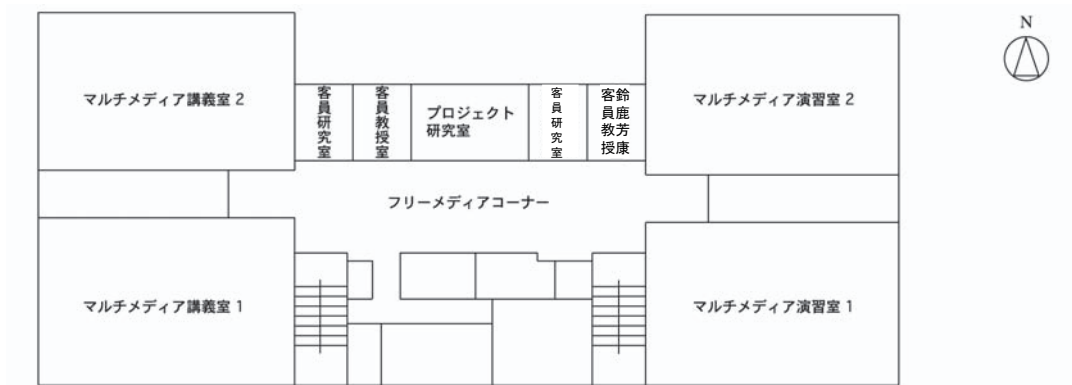 N
マルチメディア講義室 2
客員研究室
客員教授室
プロジェクト
研究室
客員研究室
鈴鹿芳康
客員教授
マルチメディア演習室 2
フリーメディアコーナー
マルチメディア講義室 1
マルチメディア演習室 1